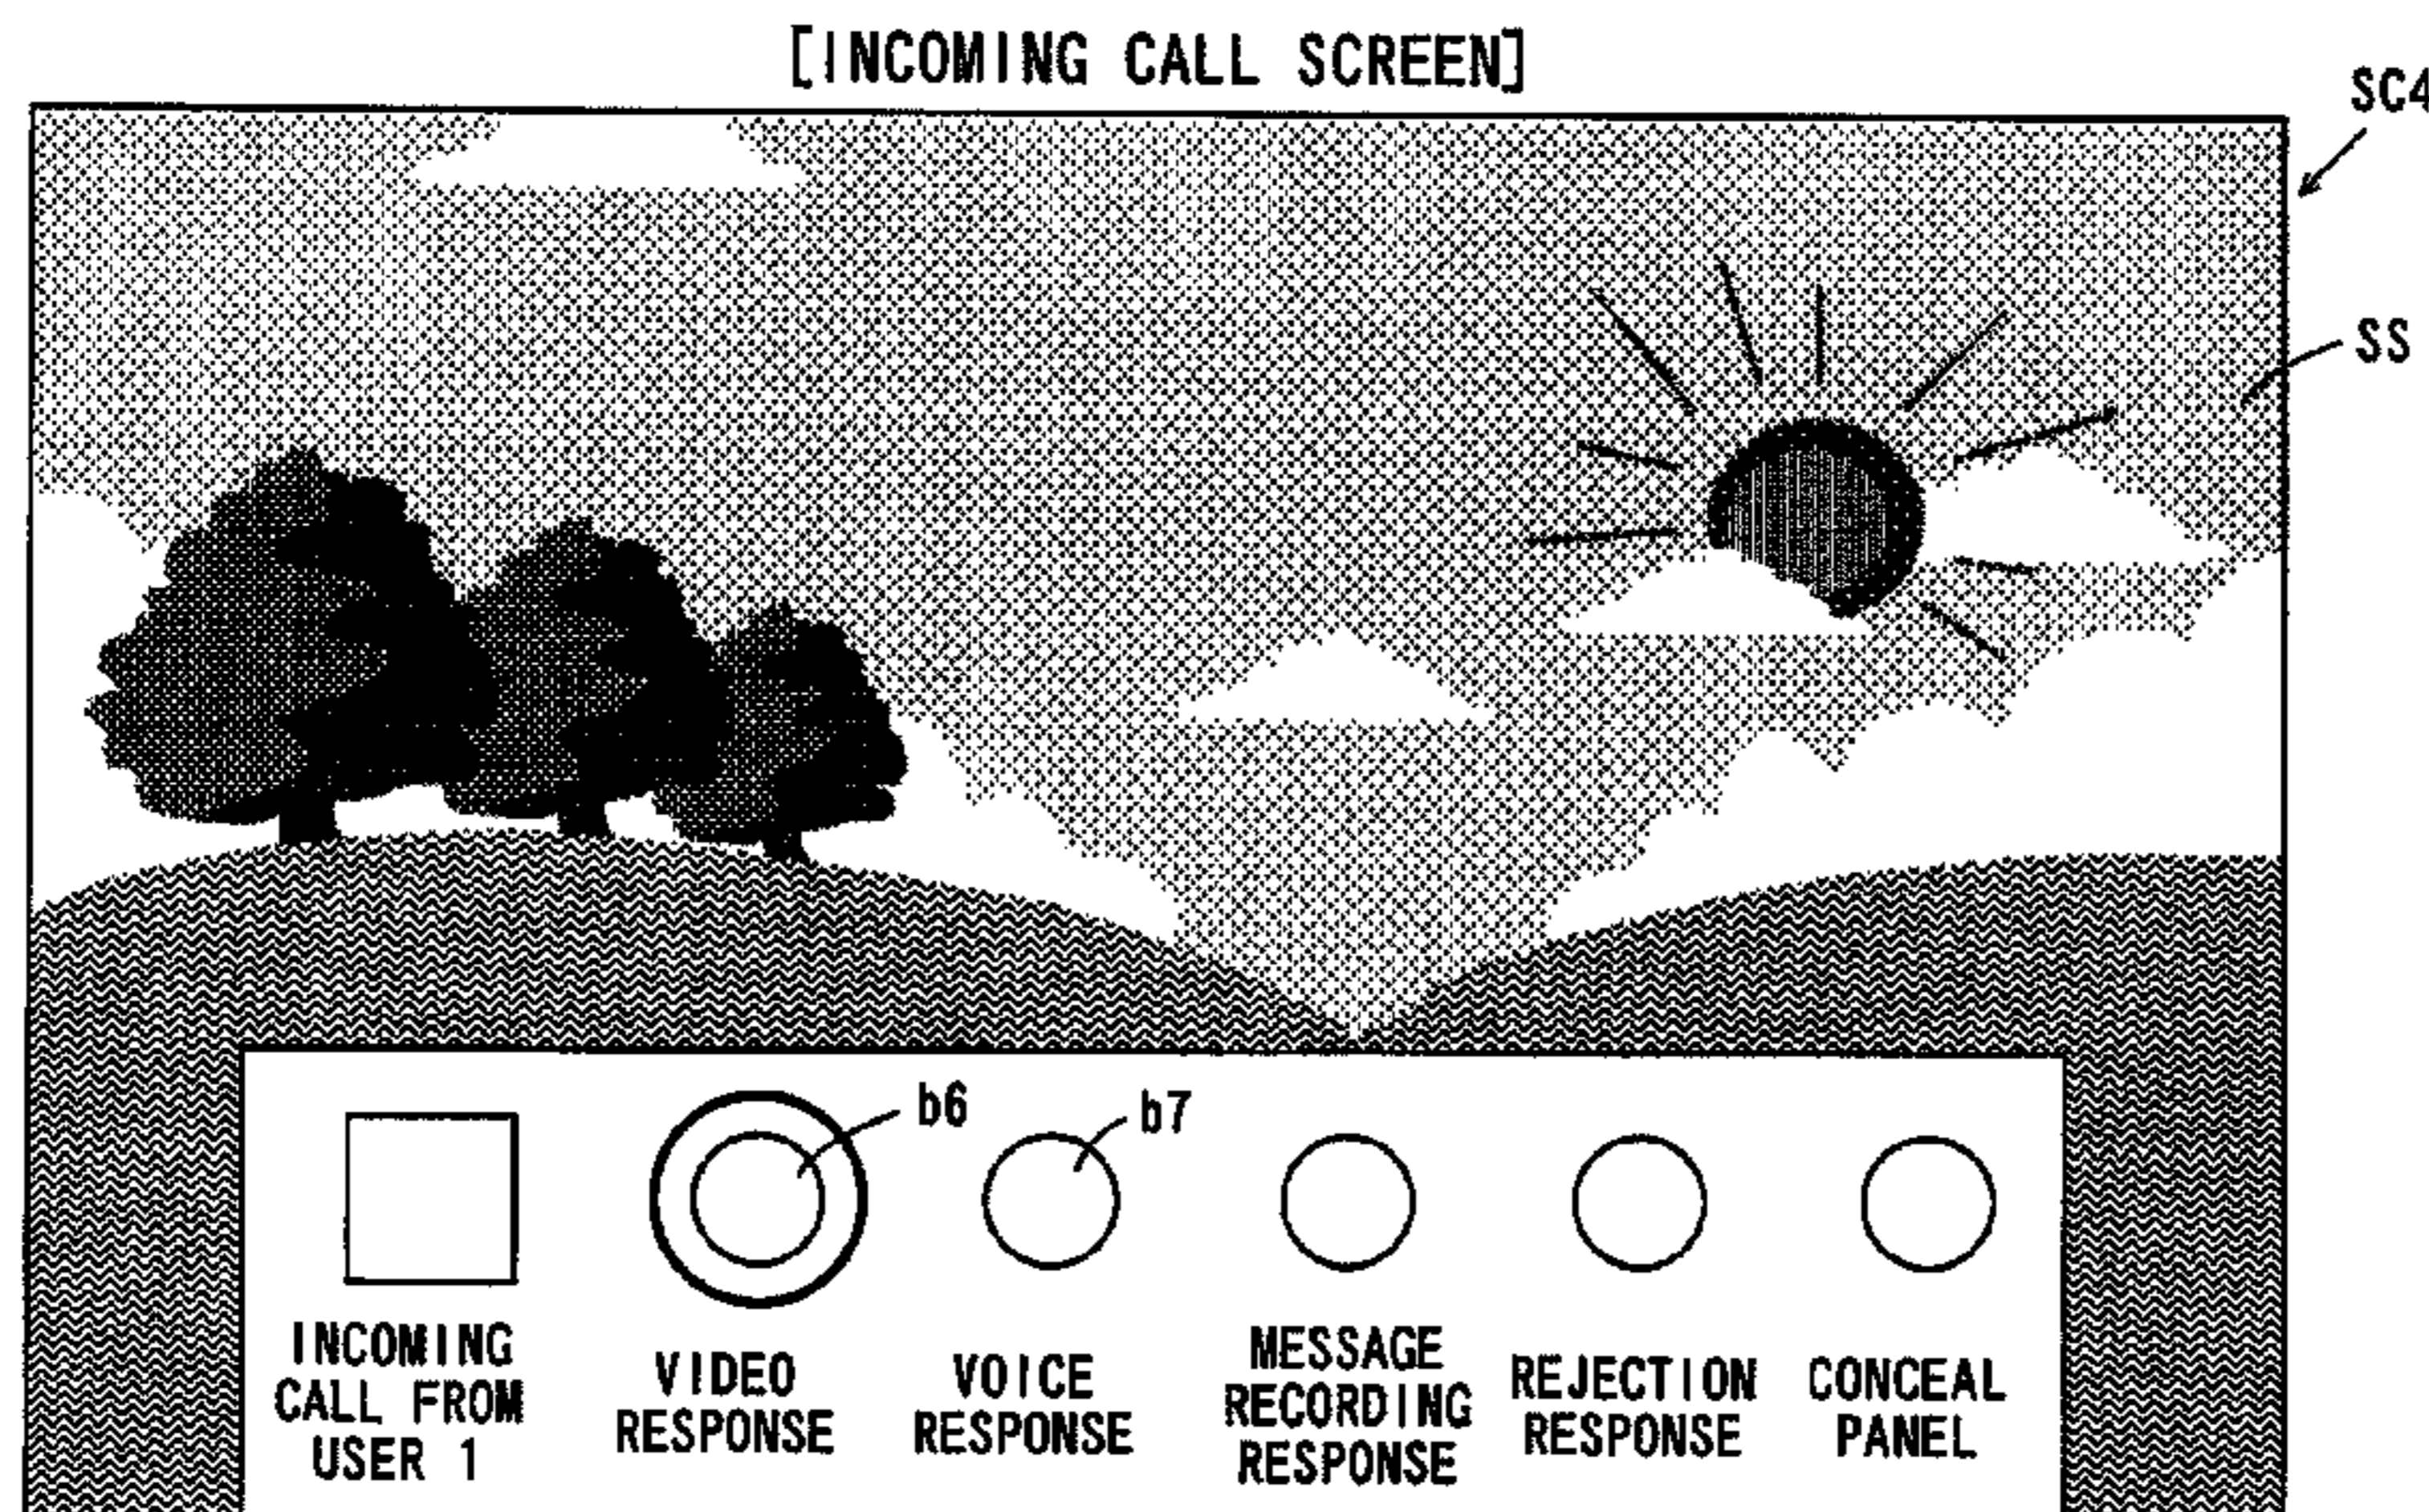 [INCOMING CALL SCREEN]
SC4
SS
b6
b7
INCOMING
CALL FROM
USER 1
VIDEO
RESPONSE
VOICE
RESPONSE
MESSAGE
RECORDING
RESPONSE
REJECTION
RESPONSE
CONCEAL
PANEL